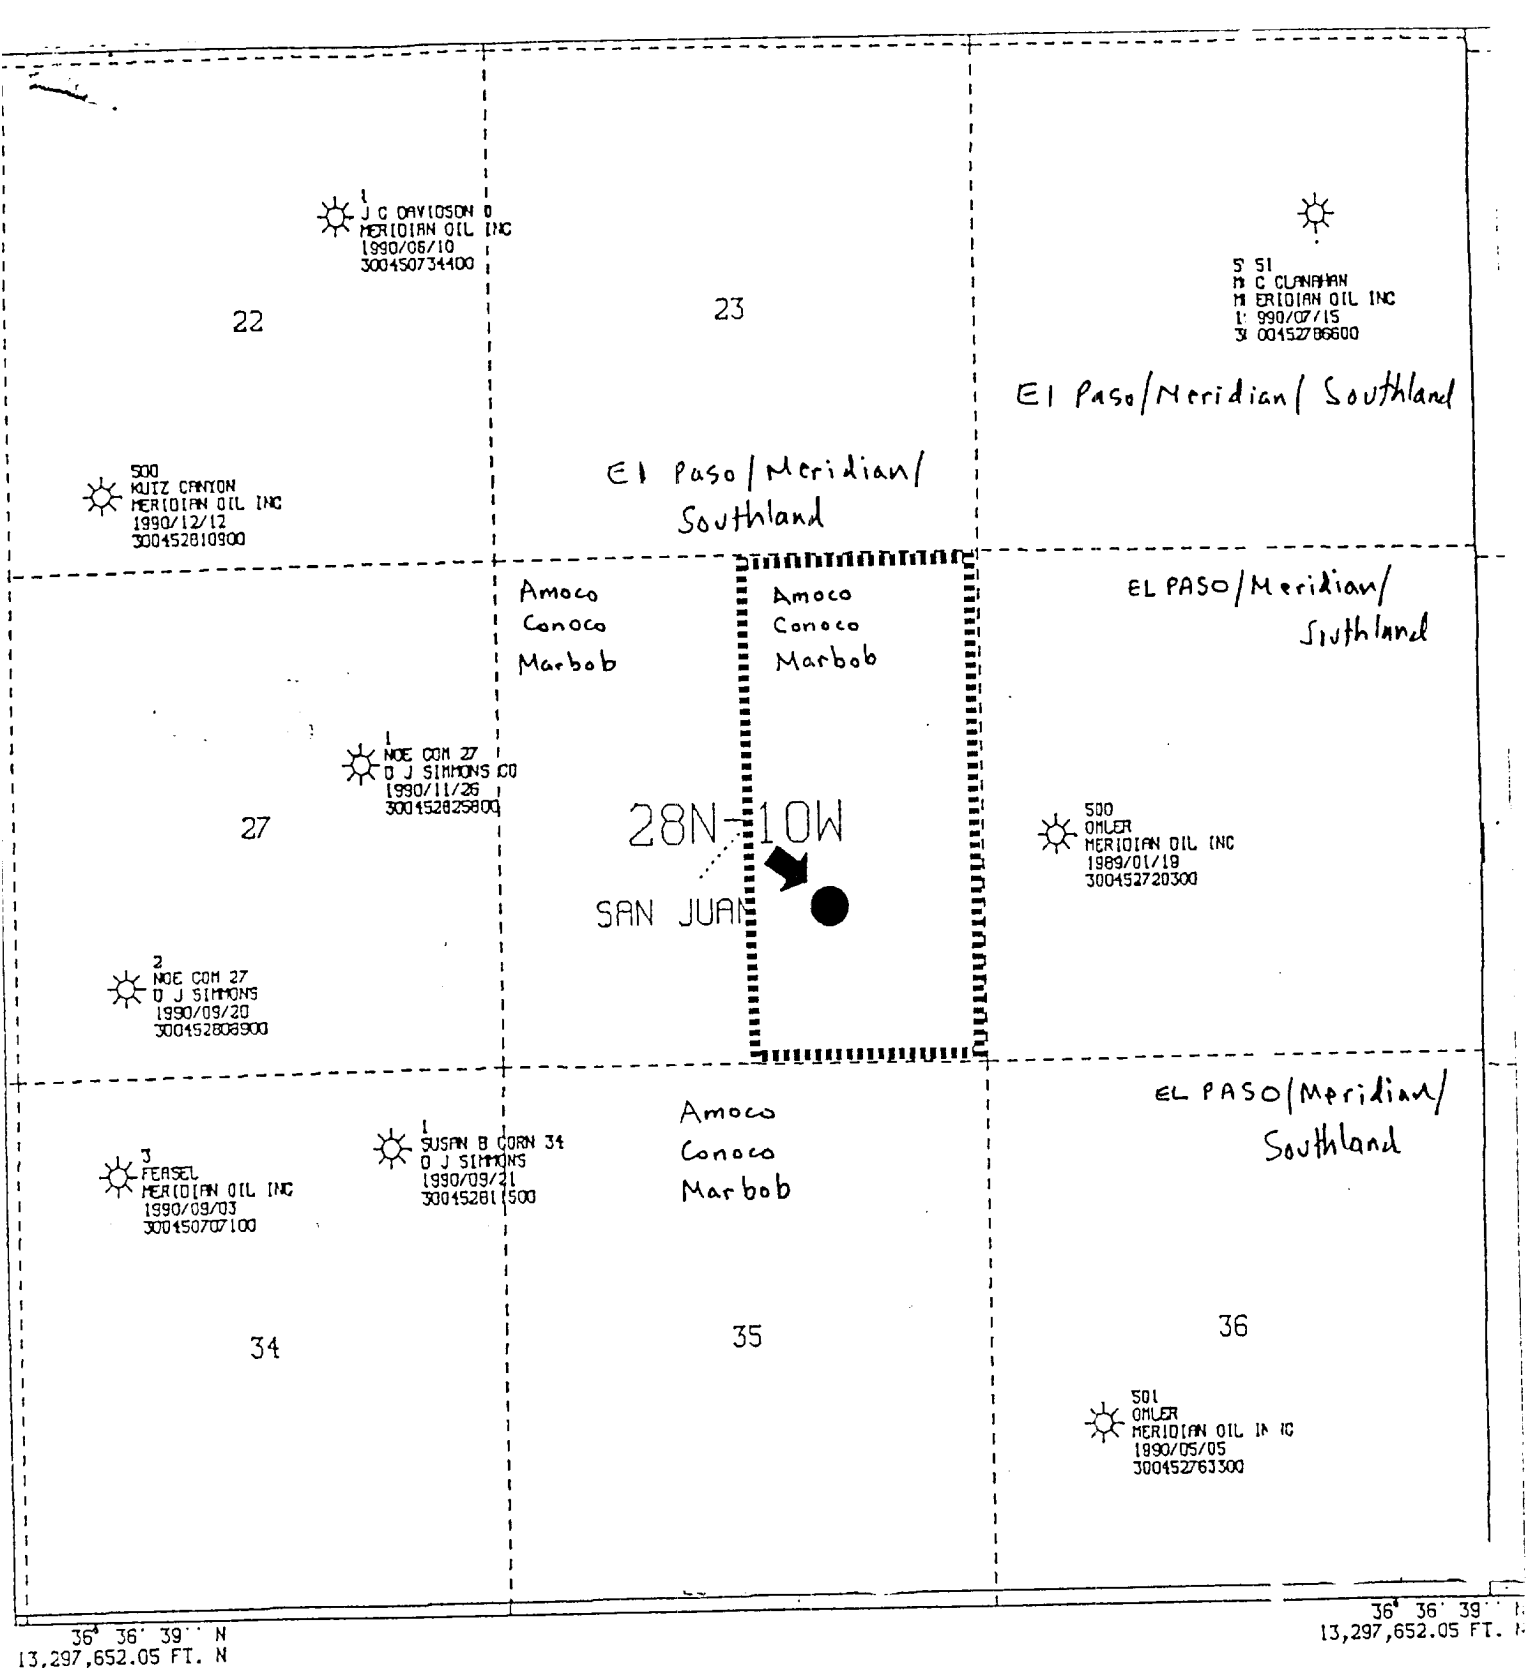 1
J C DAVIDSON D
MERIDIAN OIL INC
1990/06/10
300450734400
22
23
5' 51
M C CLANAHAN
M ERIDIAN OIL INC
1' 990/07/15
3( 00452786600
El Paso/Meridian/ Southland
500
KUTZ CANYON
MERIDIAN OIL INC
1990/12/12
300452810900
El Paso/Meridian/
Southland
Amoco
Conoco
Marbob
Amoco
Conoco
Marbob
EL PASO/Meridian/
Southland
1
NOE COM 27
D J SIMMONS CO
1990/11/26
300452825800
27
28N-10W
SAN JUAN
500
OMLER
MERIDIAN OIL INC
1989/01/19
300452720300
2
NOE COM 27
D J SIMMONS
1990/09/20
300452808900
EL PASO/Meridian/
Southland
Amoco
Conoco
Marbob
3
FEASEL
MERIDIAN OIL INC
1990/09/03
300450707100
1
SUSAN B CORN 34
D J SIMMONS
1990/09/21
300452811500
34
35
36
501
OMLER
MERIDIAN OIL IN NC
1990/05/05
300452763300
36° 36' 39'' N
13,297,652.05 FT. N
36° 36' 39'' N
13,297,652.05 FT. N